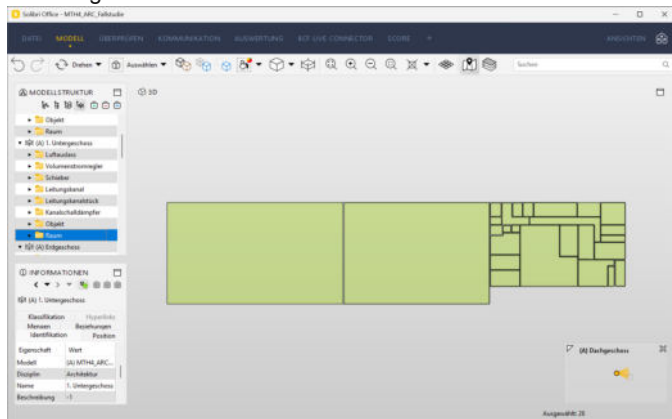 Solibri Office - MTH4_ARC_Fallstudie
DATEI MODELL ÜBERPRÜFEN KOMMUNIKATION AUSWERTUNG BCF LIVE CONNECTOR SCORE + ANSICHTEN
Drehen Auswählen Suchen
MODELLSTRUKTUR
3D
Objekt
Raum
(A) 1. Untergeschoss
Luftauslass
Volumenstromregler
Schieber
Leitungskanal
Leitungskanalstück
Kanalschalldämpfer
Objekt
Raum
(A) Erdgeschoss
INFORMATIONEN
(A) 1. Untergeschoss
Klassifikation Hyperlinks
Mengen Beziehungen
Identifikation Position
Eigenschaft Wert
Modell (A) MTH4_ARC...
Disziplin Architektur
Name 1. Untergeschoss
Beschreibung -1
(A) Dachgeschoss
Ausgewählt: 28